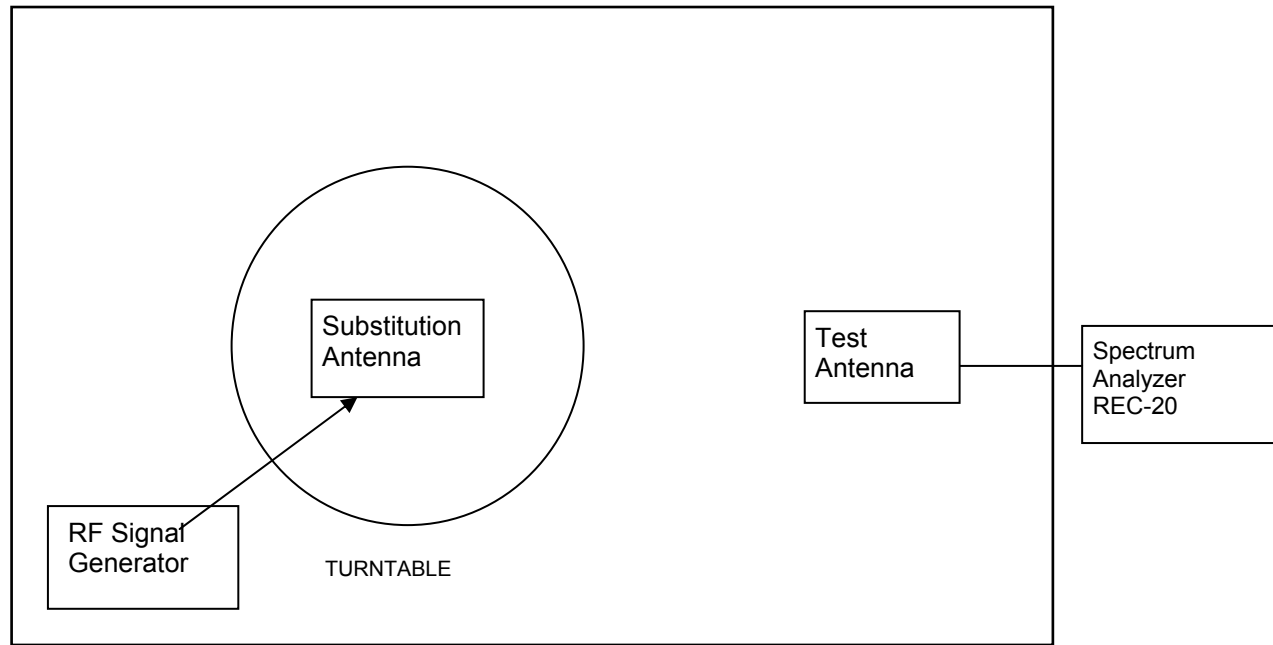 Substitution
Antenna
Test
Antenna
Spectrum
Analyzer
REC-20
RF Signal
Generator
TURNTABLE